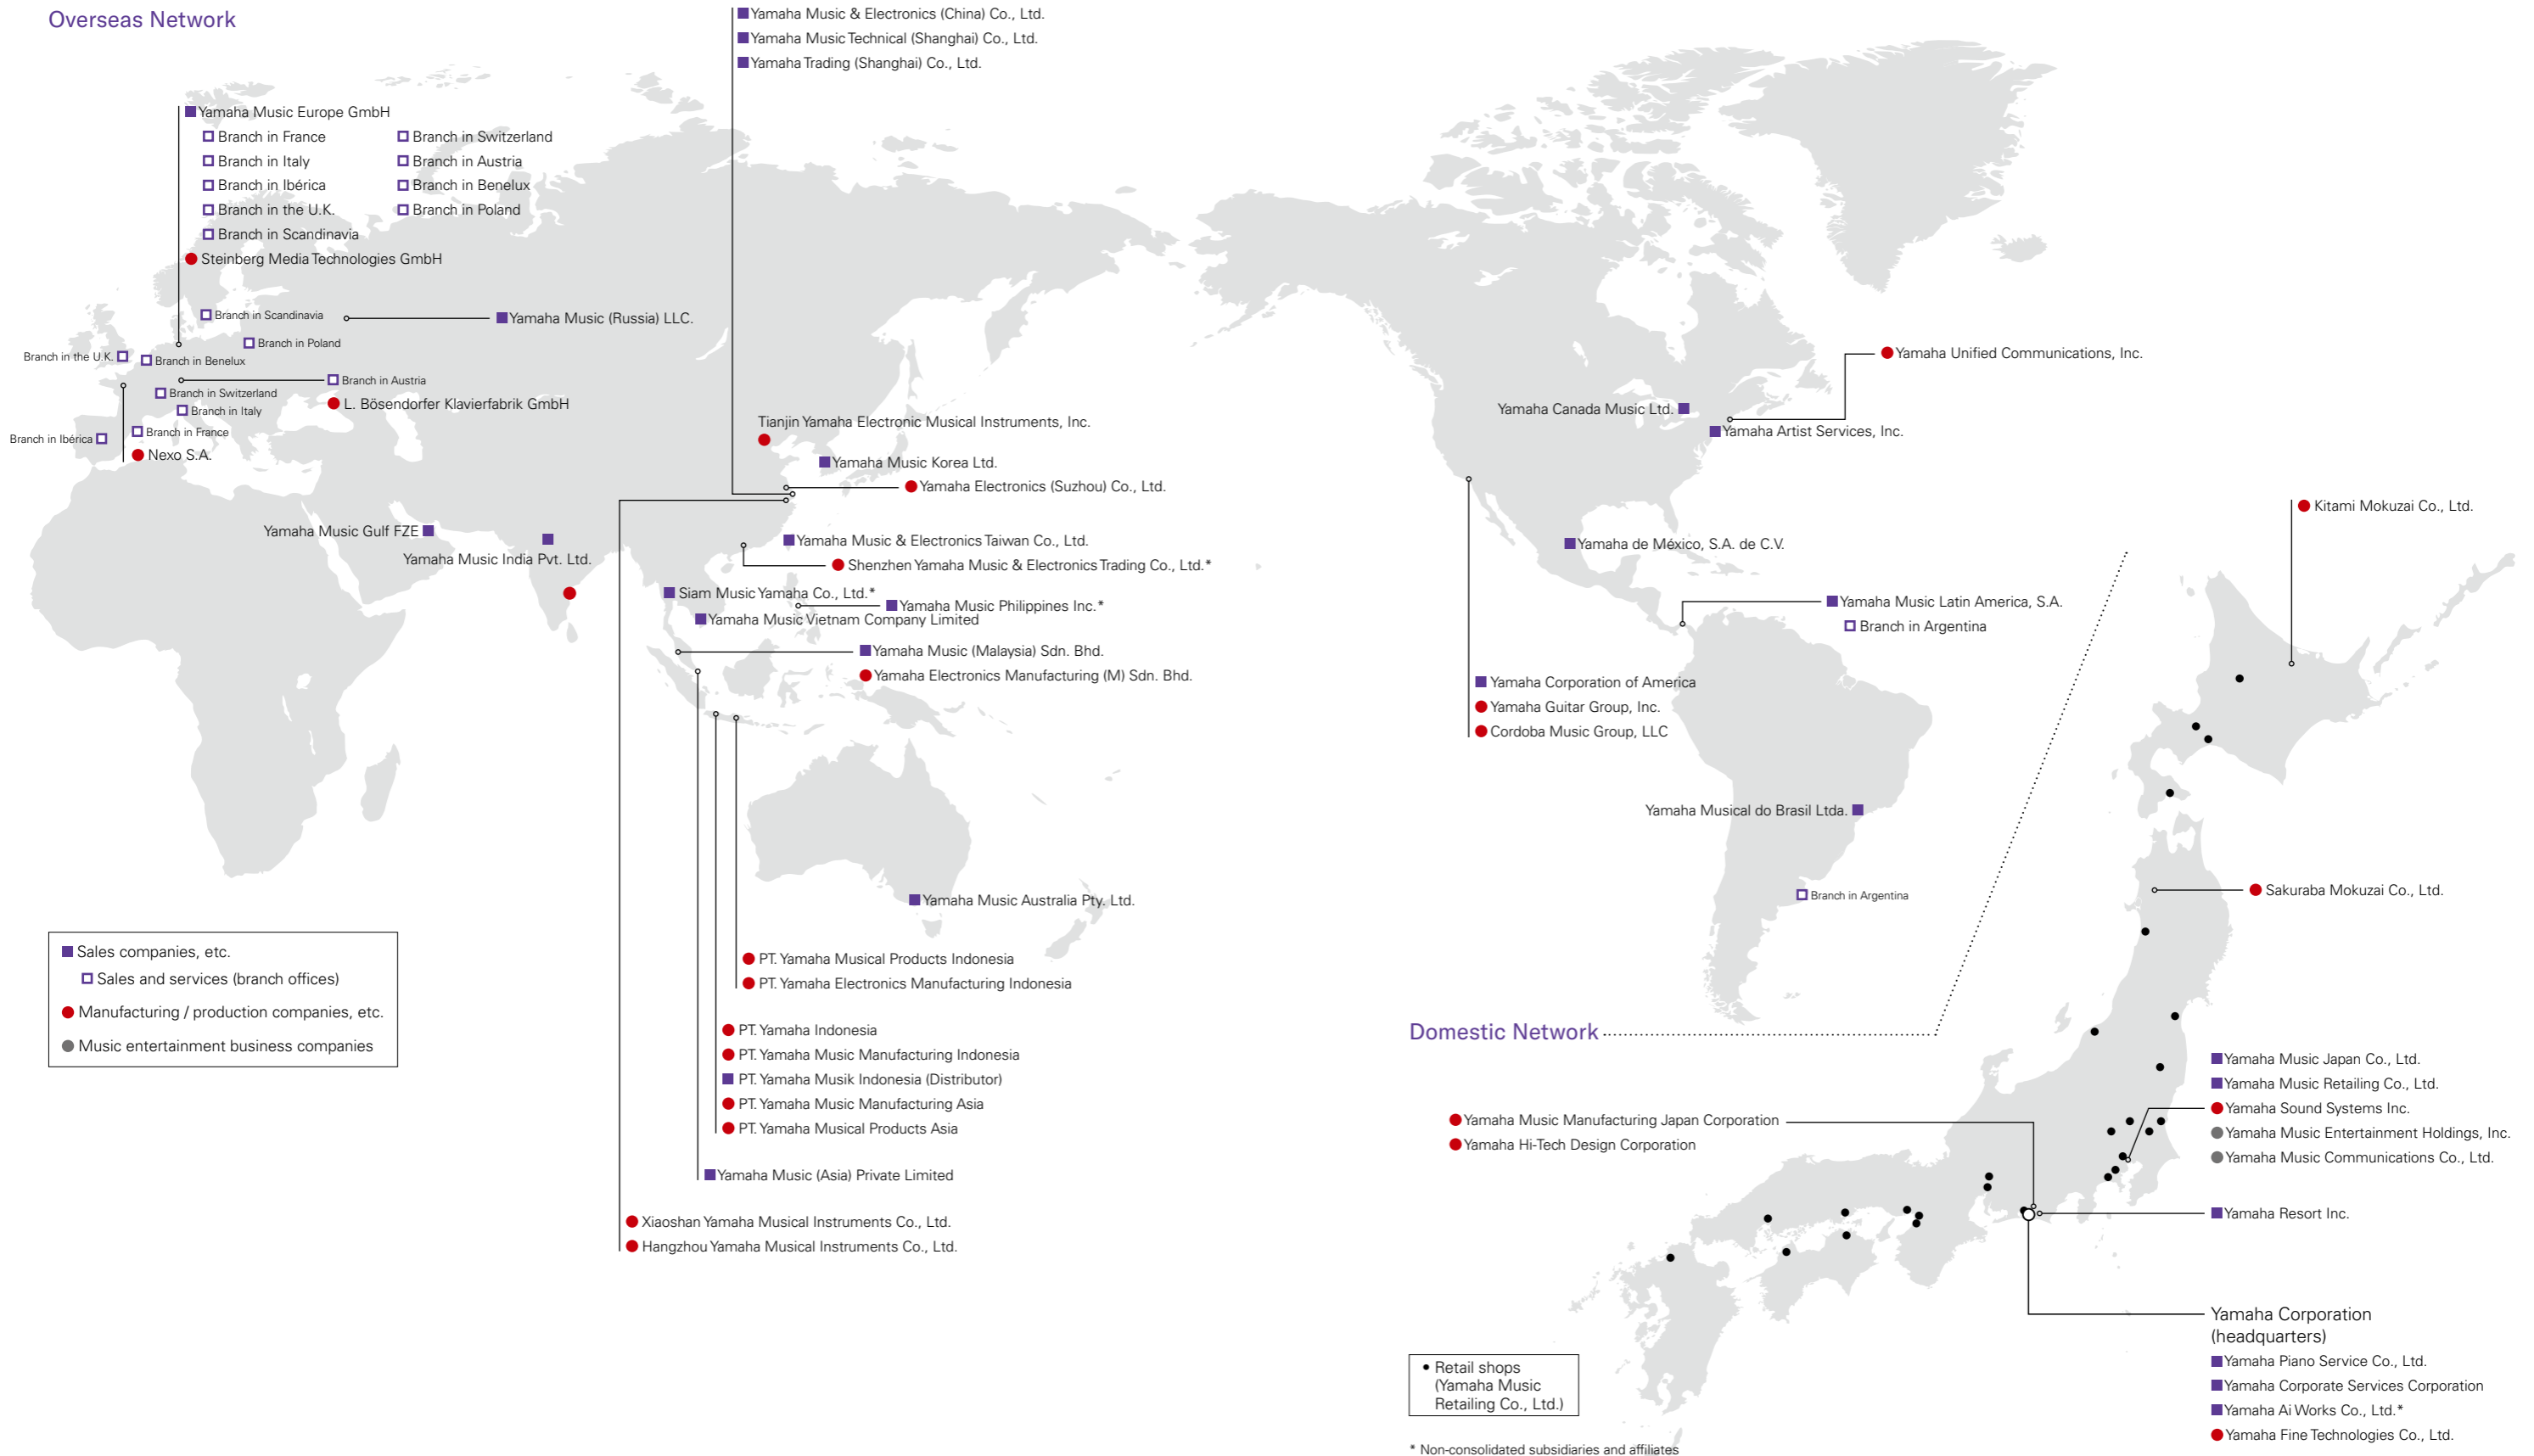 Overseas Network
Yamaha Music & Electronics (China) Co., Ltd.
Yamaha Music Technical (Shanghai) Co., Ltd.
Yamaha Trading (Shanghai) Co., Ltd.
Yamaha Music Europe GmbH
Branch in France
Branch in Switzerland
Branch in Italy
Branch in Austria
Branch in Ibérica
Branch in Benelux
Branch in the U.K.
Branch in Poland
Branch in Scandinavia
Steinberg Media Technologies GmbH
Branch in Scandinavia
Yamaha Music (Russia) LLC.
Branch in Poland
Branch in the U.K.
Branch in Benelux
Branch in Austria
Branch in Switzerland
L. Bösendorfer Klavierfabrik GmbH
Branch in Italy
Branch in France
Branch in Ibérica
Nexo S.A.
Tianjin Yamaha Electronic Musical Instruments, Inc.
Yamaha Music Korea Ltd.
Yamaha Electronics (Suzhou) Co., Ltd.
Yamaha Music Gulf FZE
Yamaha Music India Pvt. Ltd.
Yamaha Music & Electronics Taiwan Co., Ltd.
Shenzhen Yamaha Music & Electronics Trading Co., Ltd.*
Siam Music Yamaha Co., Ltd.*
Yamaha Music Philippines Inc.*
Yamaha Music Vietnam Company Limited
Yamaha Music (Malaysia) Sdn. Bhd.
Yamaha Electronics Manufacturing (M) Sdn. Bhd.
Yamaha Music Australia Pty. Ltd.
PT. Yamaha Musical Products Indonesia
PT. Yamaha Electronics Manufacturing Indonesia
PT. Yamaha Indonesia
PT. Yamaha Music Manufacturing Indonesia
PT. Yamaha Musik Indonesia (Distributor)
PT. Yamaha Music Manufacturing Asia
PT. Yamaha Musical Products Asia
Yamaha Music (Asia) Private Limited
Xiaoshan Yamaha Musical Instruments Co., Ltd.
Hangzhou Yamaha Musical Instruments Co., Ltd.
Sales companies, etc.
Sales and services (branch offices)
Manufacturing / production companies, etc.
Music entertainment business companies
Yamaha Unified Communications, Inc.
Yamaha Canada Music Ltd.
Yamaha Artist Services, Inc.
Yamaha de México, S.A. de C.V.
Yamaha Music Latin America, S.A.
Branch in Argentina
Yamaha Corporation of America
Yamaha Guitar Group, Inc.
Cordoba Music Group, LLC
Yamaha Musical do Brasil Ltda.
Branch in Argentina
Domestic Network
Kitami Mokuzai Co., Ltd.
Sakuraba Mokuzai Co., Ltd.
Yamaha Music Japan Co., Ltd.
Yamaha Music Retailing Co., Ltd.
Yamaha Sound Systems Inc.
Yamaha Music Entertainment Holdings, Inc.
Yamaha Music Communications Co., Ltd.
Yamaha Music Manufacturing Japan Corporation
Yamaha Hi-Tech Design Corporation
Yamaha Resort Inc.
Yamaha Corporation
(headquarters)
Yamaha Piano Service Co., Ltd.
Yamaha Corporate Services Corporation
Yamaha Ai Works Co., Ltd.*
Yamaha Fine Technologies Co., Ltd.
• Retail shops
(Yamaha Music
Retailing Co., Ltd.)
* Non-consolidated subsidiaries and affiliates